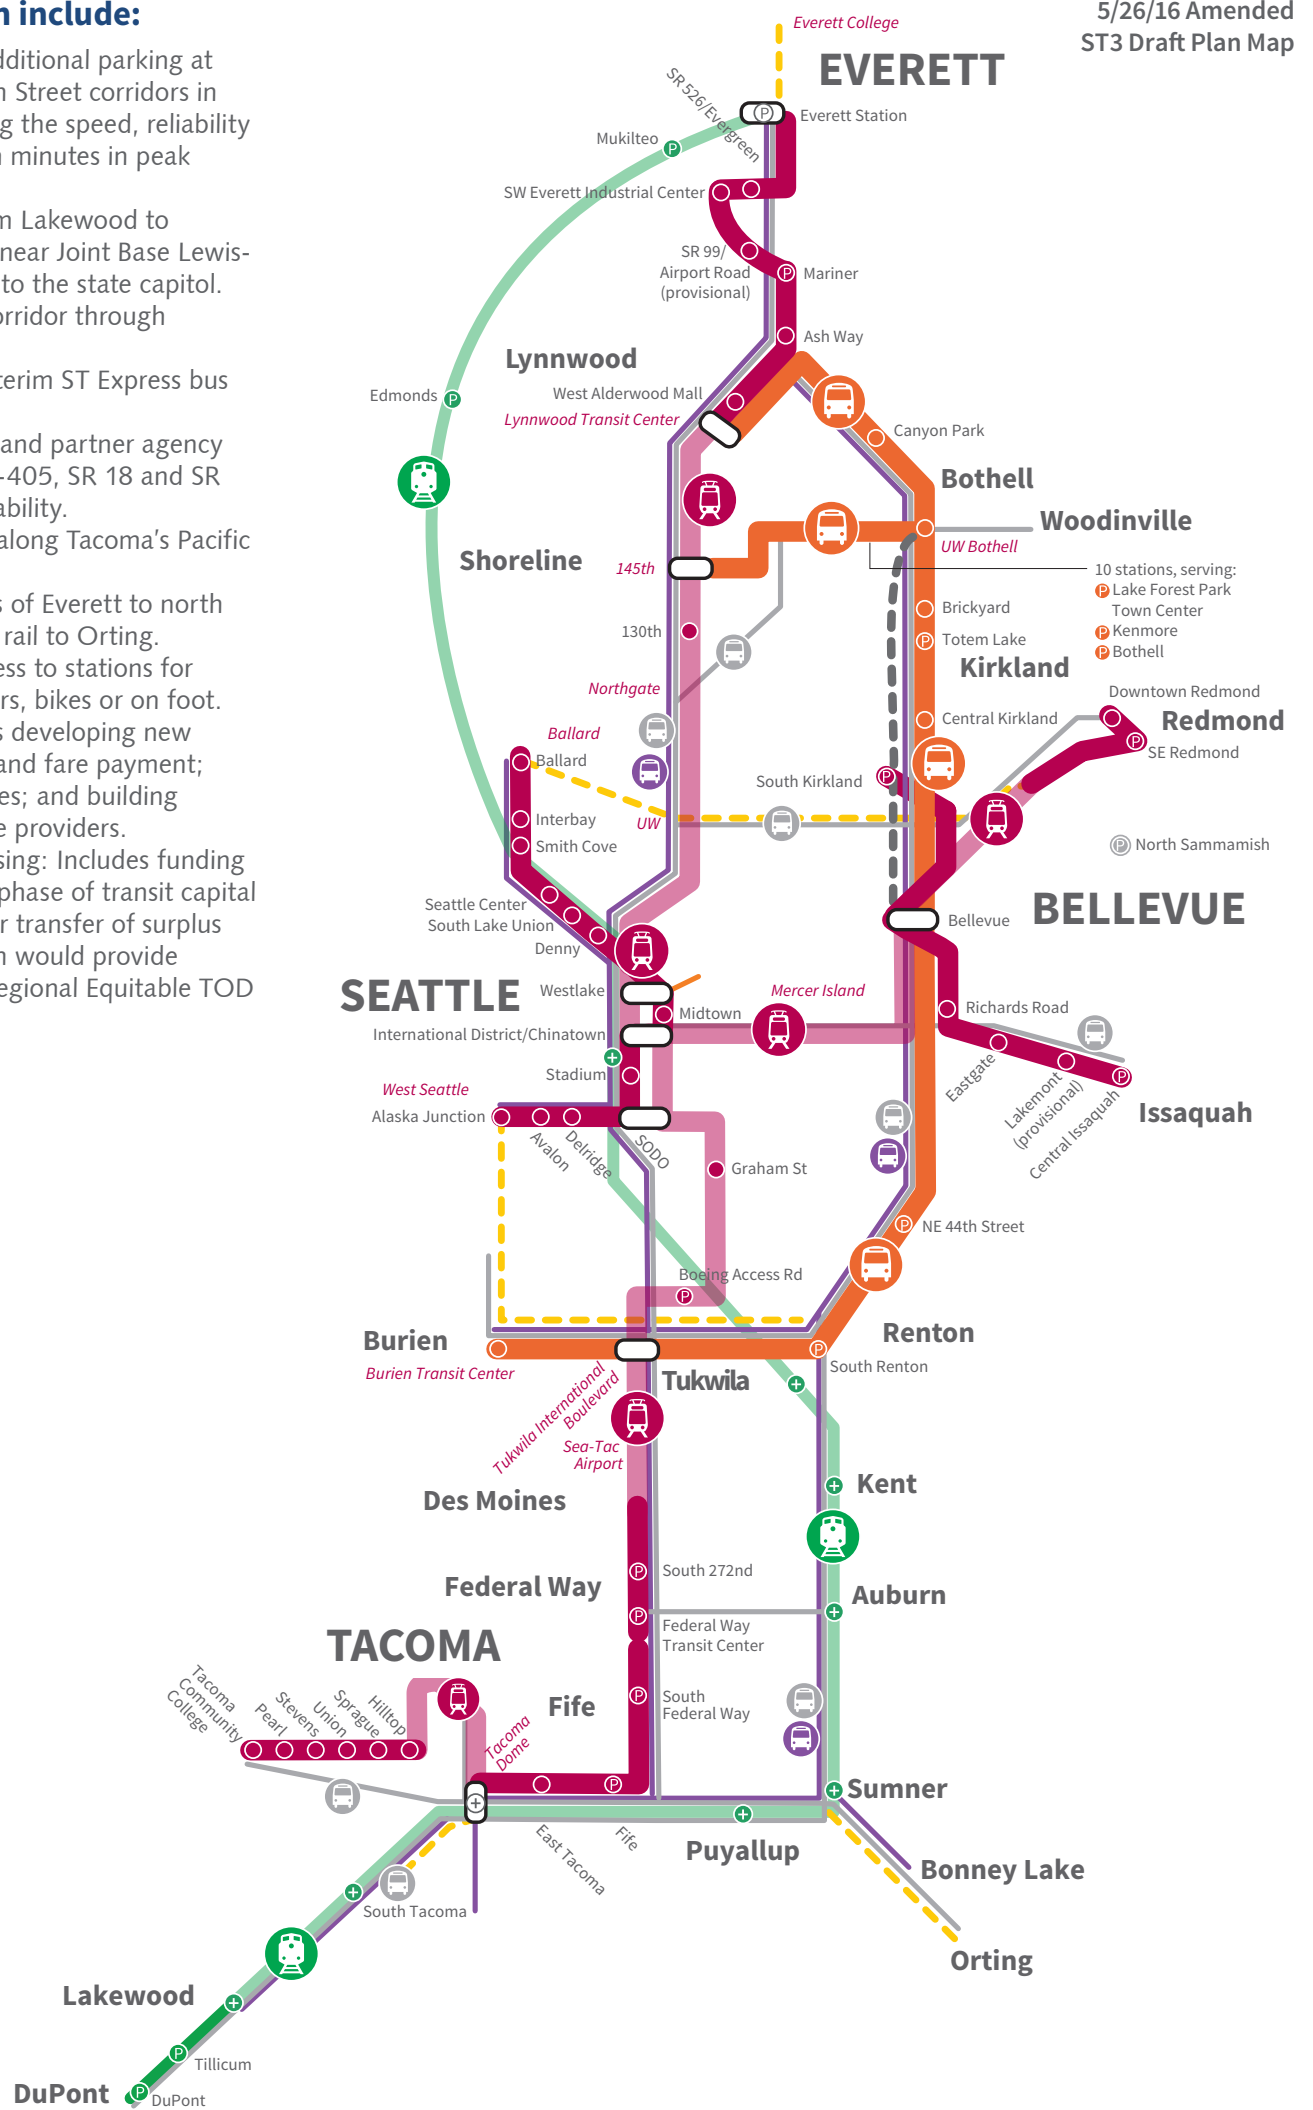 n include:
dditional parking at
n Street corridors in
g the speed, reliability
n minutes in peak
m Lakewood to
near Joint Base Lewis-
to the state capitol.
orridor through
terim ST Express bus
and partner agency
-405, SR 18 and SR
ability.
along Tacoma's Pacific
s of Everett to north
rail to Orting.
ess to stations for
rs, bikes or on foot.
s developing new
and fare payment;
es; and building
e providers.
sing: Includes funding
phase of transit capital
r transfer of surplus
n would provide
egional Equitable TOD
5/26/16 Amended
ST3 Draft Plan Map
Everett College
EVERETT
SR 526/Evergreen
Everett Station
Mukilteo
SW Everett Industrial Center
SR 99/
Airport Road
(provisional)
Mariner
Ash Way
Lynnwood
West Alderwood Mall
Edmonds
Lynnwood Transit Center
Canyon Park
Bothell
Woodinville
UW Bothell
Shoreline
145th
10 stations, serving:
Lake Forest Park
Town Center
Kenmore
Bothell
Brickyard
130th
Totem Lake
Kirkland
Northgate
Downtown Redmond
Central Kirkland
Redmond
SE Redmond
Ballard
Ballard
South Kirkland
Interbay
UW
Smith Cove
North Sammamish
Seattle Center
South Lake Union
Denny
Bellevue
BELLEVUE
SEATTLE
Westlake
Mercer Island
Midtown
Richards Road
International District/Chinatown
Stadium
Eastgate
Lakemont
(provisional)
Central Issaquah
Issaquah
West Seattle
Alaska Junction
Avalon
Delridge
SODO
Graham St
NE 44th Street
Boeing Access Rd
Burien
Renton
Burien Transit Center
South Renton
Tukwila
Tukwila International
Boulevard
Sea-Tac
Airport
Kent
Des Moines
South 272nd
Federal Way
Auburn
Federal Way
Transit Center
TACOMA
South
Federal Way
Fife
Tacoma
Community
College
Pearl
Stevens
Union
Sprague
Hilltop
Tacoma
Dome
Sumner
East Tacoma
Fife
Puyallup
Bonney Lake
South Tacoma
Orting
Lakewood
Tillicum
DuPont
DuPont